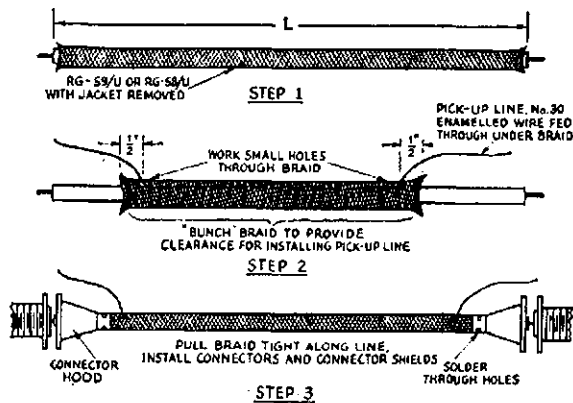 L
RG-59/U OR RG-58/U
WITH JACKET REMOVED
STEP 1
PICK-UP LINE, No.30
ENAMELLED WIRE FED
THROUGH UNDER BRAID
1/2"
1/2"
WORK SMALL HOLES
THROUGH BRAID
"BUNCH" BRAID TO PROVIDE
CLEARANCE FOR INSTALLING PICK-UP LINE
STEP 2
PULL BRAID TIGHT ALONG LINE,
INSTALL CONNECTORS AND CONNECTOR SHIELDS
CONNECTOR
HOOD
SOLDER
THROUGH HOLES
STEP 3